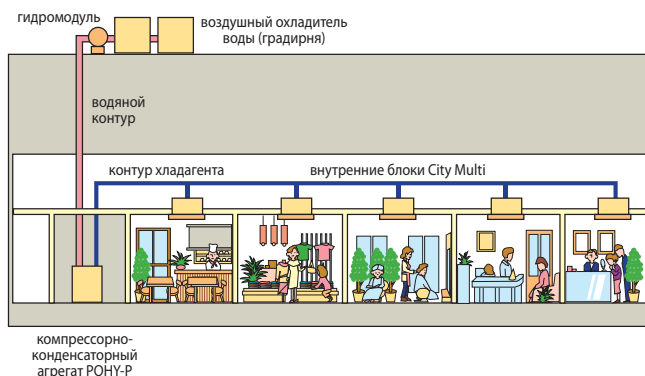 гидромодуль
воздушный охладитель
воды (градирня)
водяной
контур
контур хладагента
внутренние блоки City Multi
компрессорно-
конденсаторный
агрегат PQHY-P